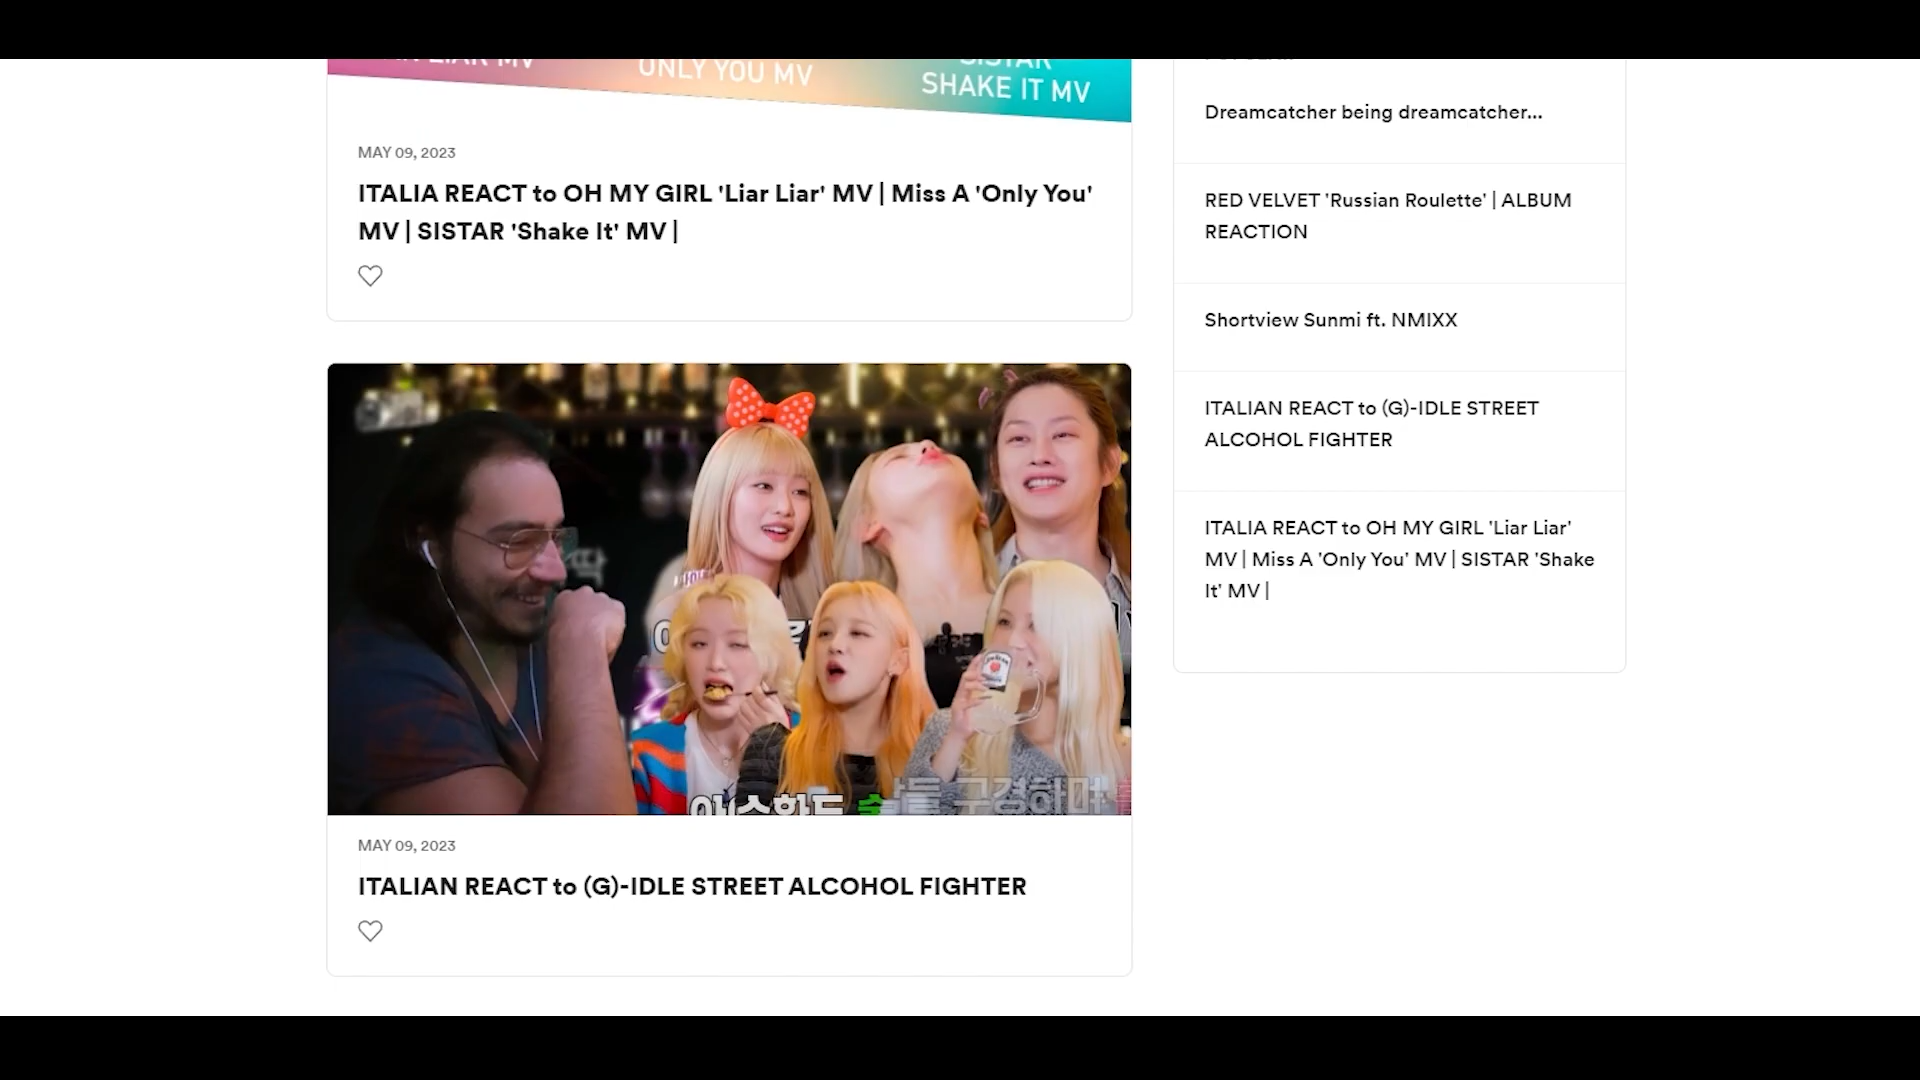 ONLY YOU MV
SISTAR
SHAKE IT MV
MAY 09, 2023
ITALIA REACT to OH MY GIRL 'Liar Liar' MV | Miss A 'Only You'
MV | SISTAR 'Shake It' MV |
MAY 09, 2023
ITALIAN REACT to (G)-IDLE STREET ALCOHOL FIGHTER
Dreamcatcher being dreamcatcher...
RED VELVET 'Russian Roulette' | ALBUM
REACTION
Shortview Sunmi ft. NMIXX
ITALIAN REACT to (G)-IDLE STREET
ALCOHOL FIGHTER
ITALIA REACT to OH MY GIRL 'Liar Liar'
MV | Miss A 'Only You' MV | SISTAR 'Shake
It' MV |